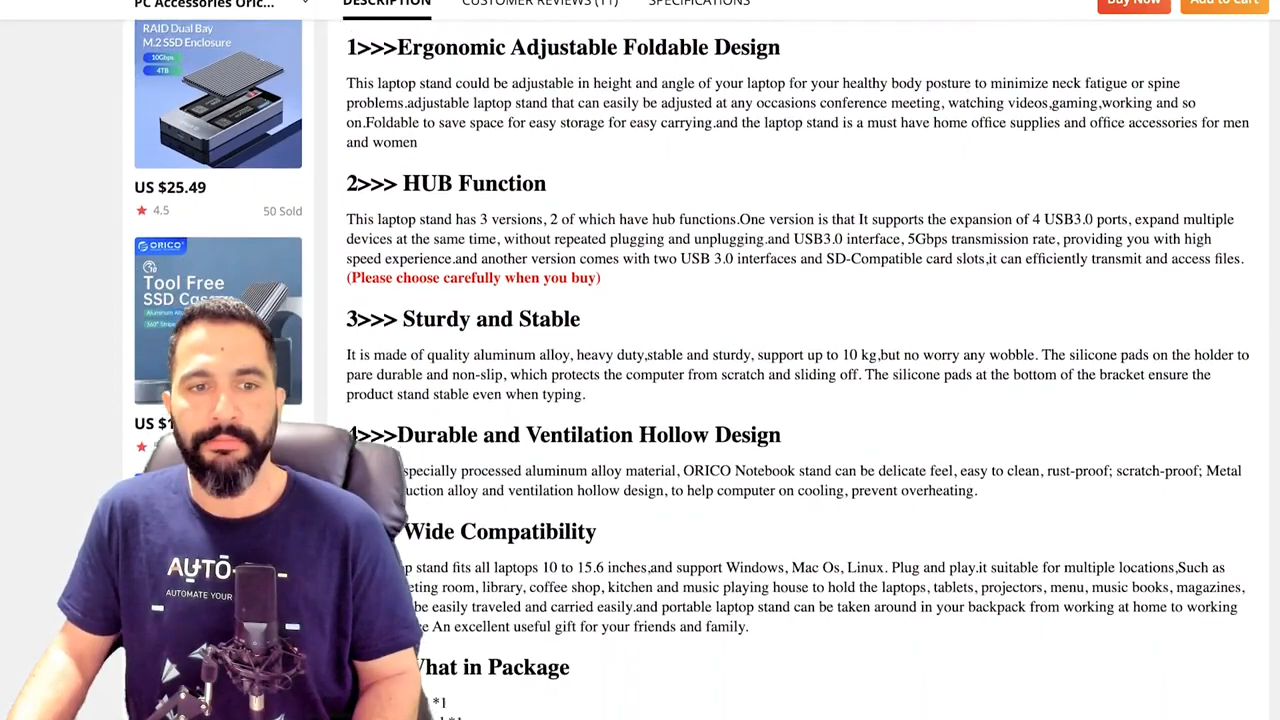 PC Accessories Oric...
DESCRIPTION
CUSTOMER REVIEWS (11)
SPECIFICATIONS
Buy Now
Add to Cart
RAID Dual Bay
M.2 SSD Enclosure
10Gbps
4TB
US $25.49
4.5
50 Sold
ORICO
Tool Free
SSD Cas
US $1
1>>>Ergonomic Adjustable Foldable Design
This laptop stand could be adjustable in height and angle of your laptop for your healthy body posture to minimize neck fatigue or spine
problems.adjustable laptop stand that can easily be adjusted at any occasions conference meeting, watching videos,gaming,working and so
on.Foldable to save space for easy storage for easy carrying.and the laptop stand is a must have home office supplies and office accessories for men
and women
2>>> HUB Function
This laptop stand has 3 versions, 2 of which have hub functions.One version is that It supports the expansion of 4 USB3.0 ports, expand multiple
devices at the same time, without repeated plugging and unplugging.and USB3.0 interface, 5Gbps transmission rate, providing you with high
speed experience.and another version comes with two USB 3.0 interfaces and SD-Compatible card slots,it can efficiently transmit and access files.
(Please choose carefully when you buy)
3>>> Sturdy and Stable
It is made of quality aluminum alloy, heavy duty,stable and sturdy, support up to 10 kg,but no worry any wobble. The silicone pads on the holder to
pare durable and non-slip, which protects the computer from scratch and sliding off. The silicone pads at the bottom of the bracket ensure the
product stand stable even when typing.
4>>>Durable and Ventilation Hollow Design
specially processed aluminum alloy material, ORICO Notebook stand can be delicate feel, easy to clean, rust-proof; scratch-proof; Metal
uction alloy and ventilation hollow design, to help computer on cooling, prevent overheating.
Wide Compatibility
p stand fits all laptops 10 to 15.6 inches,and support Windows, Mac Os, Linux. Plug and play.it suitable for multiple locations,Such as
eting room, library, coffee shop, kitchen and music playing house to hold the laptops, tablets, projectors, menu, music books, magazines,
be easily traveled and carried easily.and portable laptop stand can be taken around in your backpack from working at home to working
e An excellent useful gift for your friends and family.
What in Package
*1
AUTO
AUTOMATE YOUR